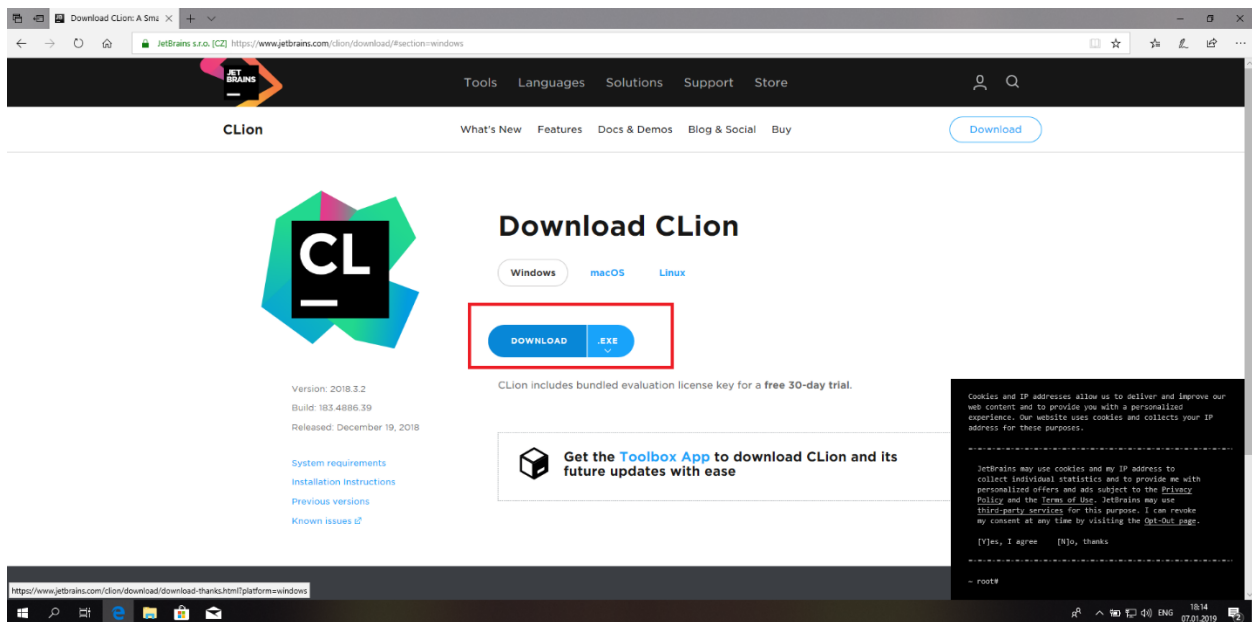 Download CLion: A Sma
JetBrains s.r.o. [CZ] https://www.jetbrains.com/clion/download/#section=windows
JET
BRAINS
Tools Languages Solutions Support Store
CLion What's New Features Docs & Demos Blog & Social Buy Download
CL
Download CLion
Windows macOS Linux
DOWNLOAD .EXE
CLion includes bundled evaluation license key for a free 30-day trial.
Version: 2018.3.2
Build: 183.4886.39
Released: December 19, 2018
System requirements
Installation Instructions
Previous versions
Known issues
Get the Toolbox App to download CLion and its
future updates with ease
Cookies and IP addresses allow us to deliver and improve our
web content and to provide you with a personalized
experience. Our website uses cookies and collects your IP
address for these purposes.
JetBrains may use cookies and my IP address to
collect individual statistics and to provide me with
personalized offers and ads subject to the Privacy
Policy and the Terms of Use. JetBrains may use
third-party services for this purpose. I can revoke
my consent at any time by visiting the Opt-Out page.
[Y]es, I agree [N]o, thanks
~ root#
https://www.jetbrains.com/clion/download/download-thanks.html?platform=windows
ENG 18:14
07.01.2019 2